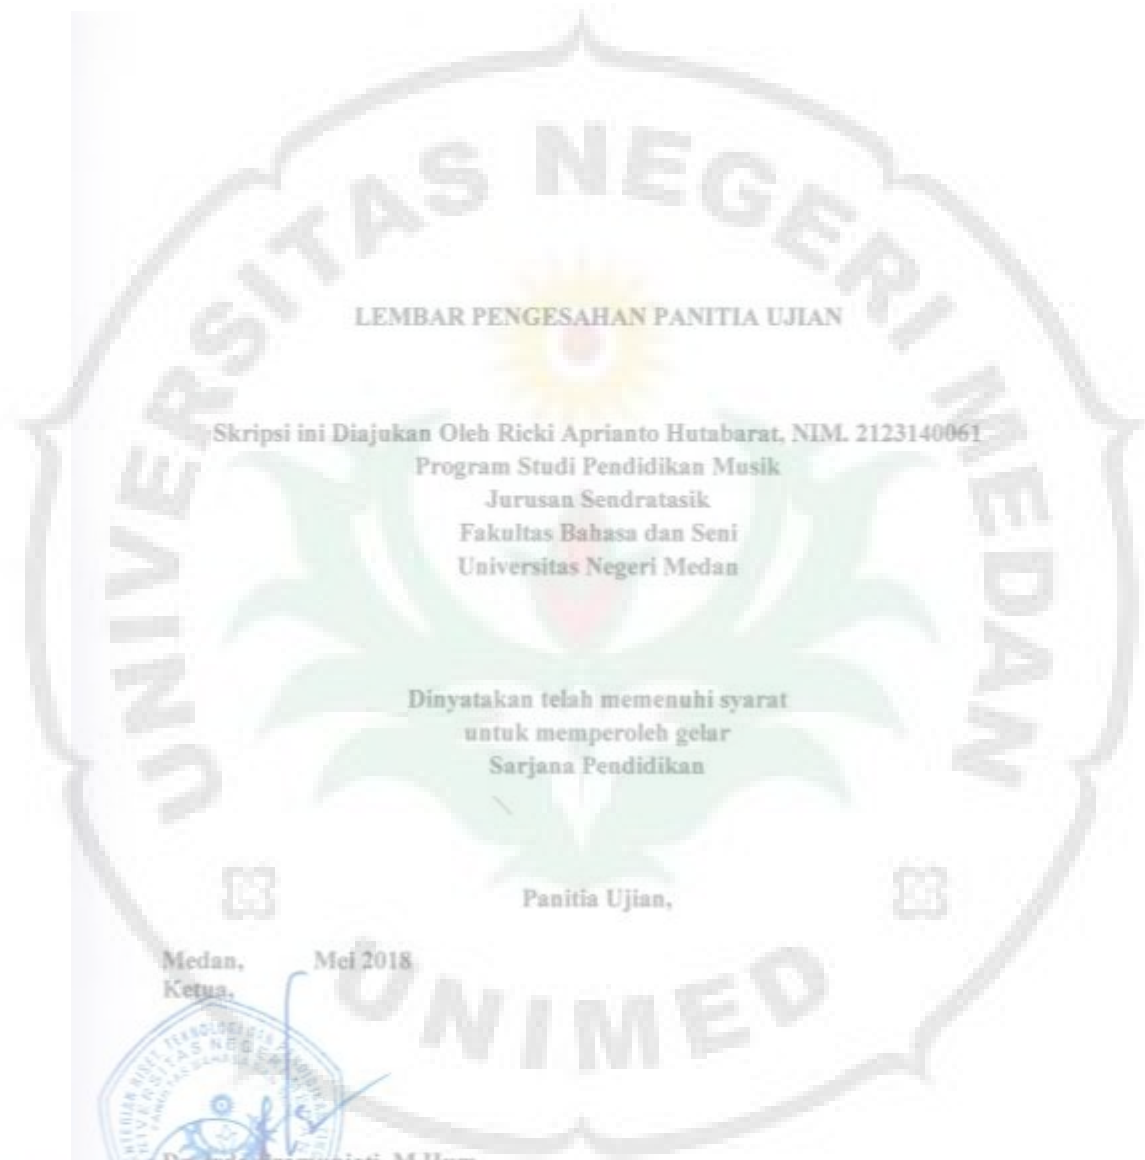 UNIVERSITAS NEGERI MEDAN
LEMBAR PENGESAHAN PANITIA UJIAN
Skripsi ini Diajukan Oleh Ricki Aprianto Hutabarat, NIM. 2123140061
Program Studi Pendidikan Musik
Jurusan Sendratasik
Fakultas Bahasa dan Seni
Universitas Negeri Medan
Dinyatakan telah memenuhi syarat
untuk memperoleh gelar
Sarjana Pendidikan
Panitia Ujian,
Medan, Mei 2018
Ketua,
UNIMED
M.Hum